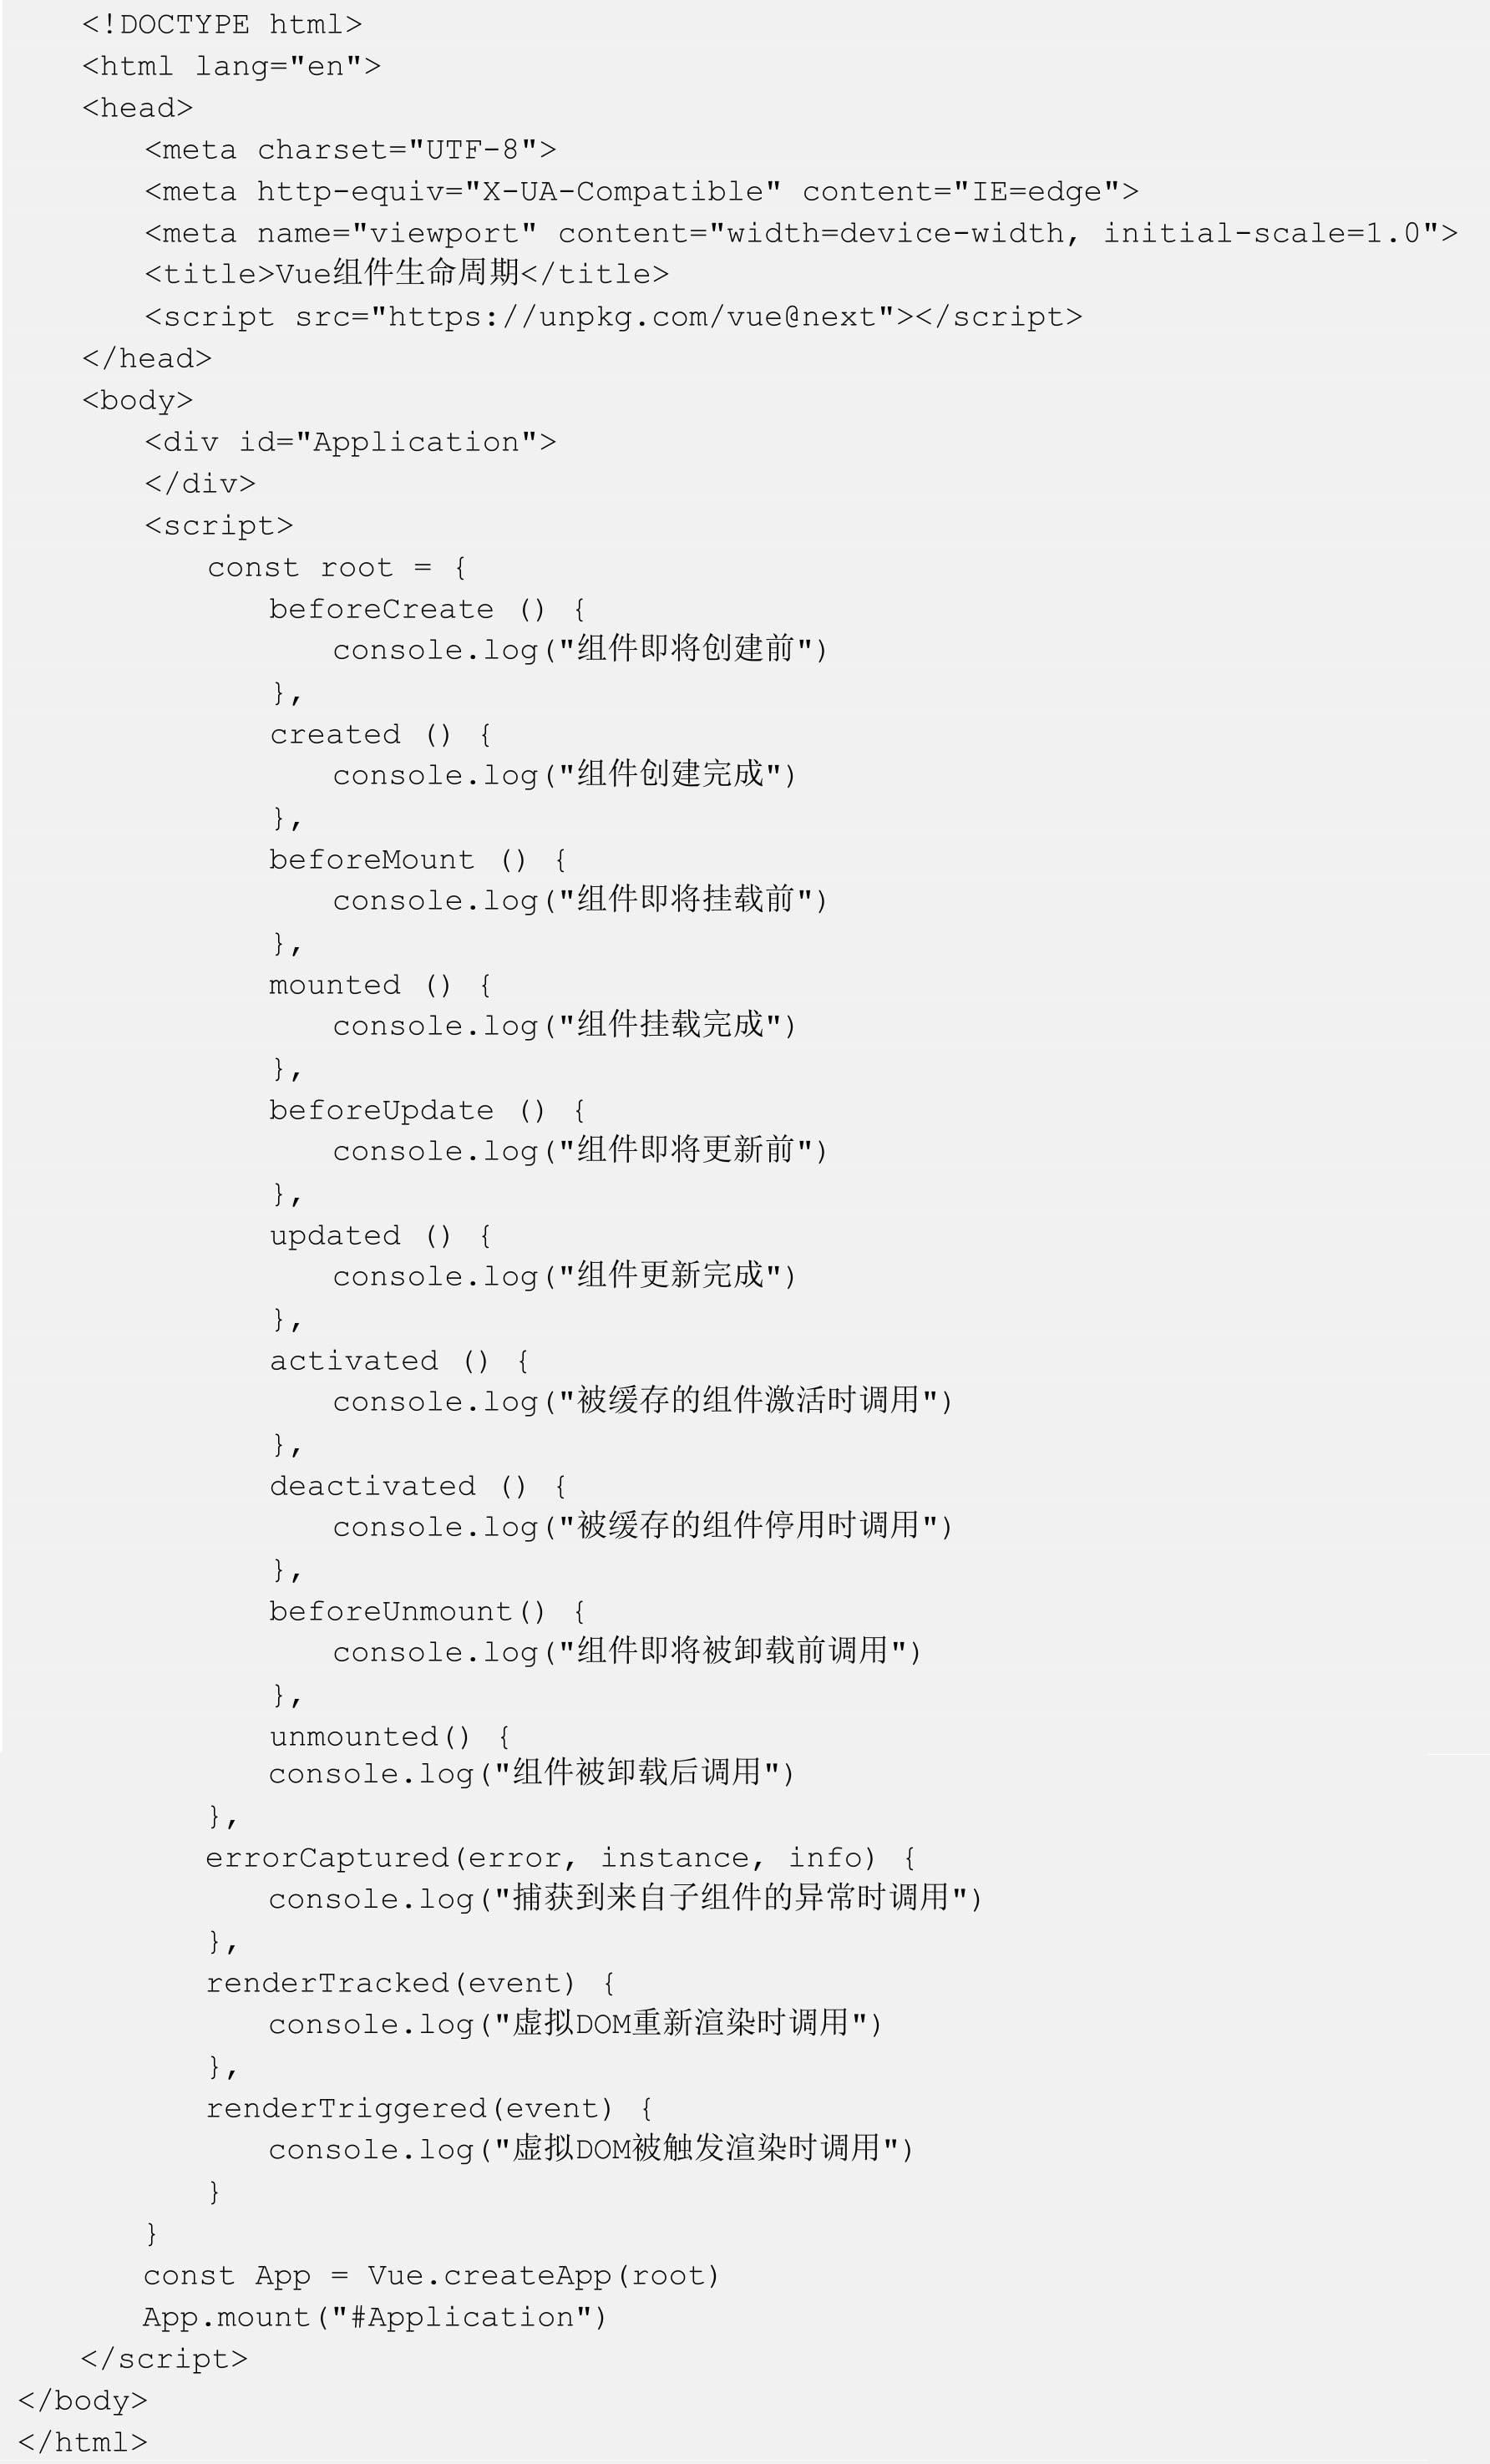 <!DOCTYPE html>
<html lang="en">
<head>
    <meta charset="UTF-8">
    <meta http-equiv="X-UA-Compatible" content="IE=edge">
    <meta name="viewport" content="width=device-width, initial-scale=1.0">
    <title>Vue组件生命周期</title>
    <script src="https://unpkg.com/vue@next"></script>
</head>
<body>
    <div id="Application">
    </div>
    <script>
        const root = {
            beforeCreate () {
                console.log("组件即将创建前")
            },
            created () {
                console.log("组件创建完成")
            },
            beforeMount () {
                console.log("组件即将挂载前")
            },
            mounted () {
                console.log("组件挂载完成")
            },
            beforeUpdate () {
                console.log("组件即将更新前")
            },
            updated () {
                console.log("组件更新完成")
            },
            activated () {
                console.log("被缓存的组件激活时调用")
            },
            deactivated () {
                console.log("被缓存的组件停用时调用")
            },
            beforeUnmount() {
                console.log("组件即将被卸载前调用")
            },
            unmounted() {
            console.log("组件被卸载后调用")
        },
        errorCaptured(error, instance, info) {
            console.log("捕获到来自子组件的异常时调用")
        },
        renderTracked(event) {
            console.log("虚拟DOM重新渲染时调用")
        },
        renderTriggered(event) {
            console.log("虚拟DOM被触发渲染时调用")
        }
    }
    const App = Vue.createApp(root)
    App.mount("#Application")
    </script>
</body>
</html>